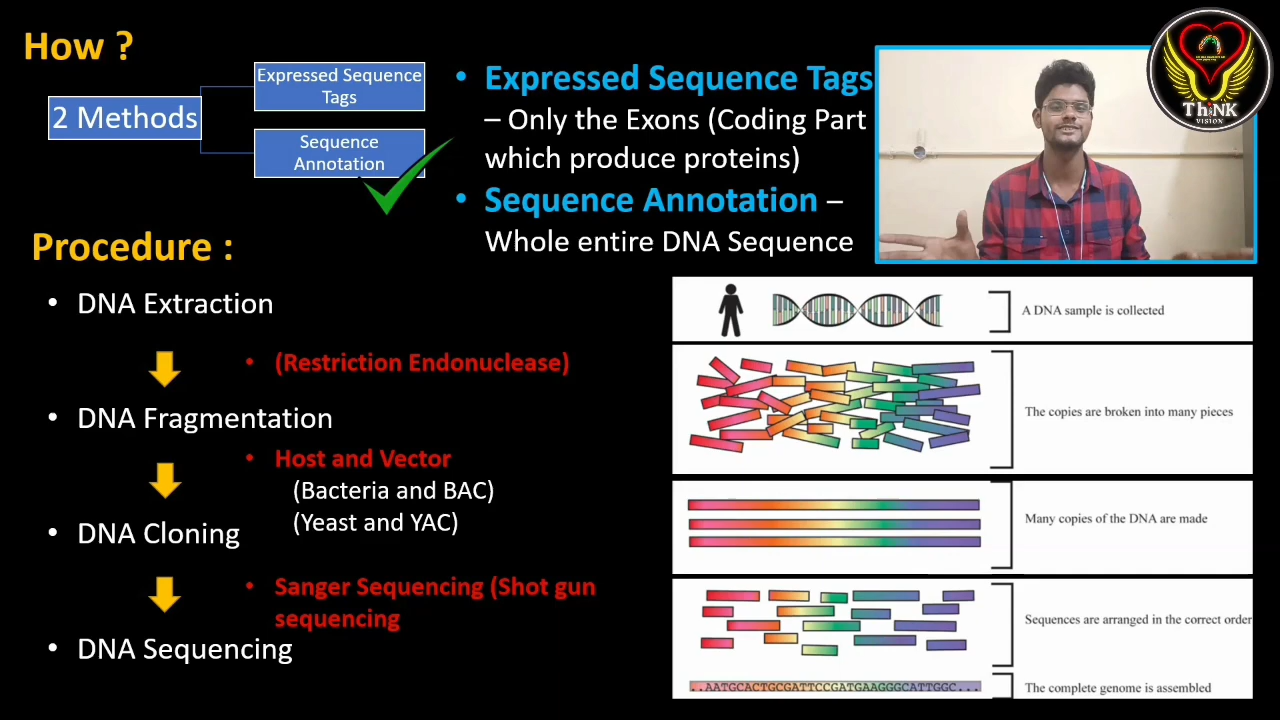 How ?
2 Methods
Expressed Sequence
Tags
Sequence
Annotation
• Expressed Sequence Tags
– Only the Exons (Coding Part
which produce proteins)
• Sequence Annotation –
Whole entire DNA Sequence
ThiNK
VISION
Procedure :
• DNA Extraction
• (Restriction Endonuclease)
• DNA Fragmentation
• Host and Vector
(Bacteria and BAC)
(Yeast and YAC)
• DNA Cloning
• Sanger Sequencing (Shot gun
sequencing
• DNA Sequencing
A DNA sample is collected
The copies are broken into many pieces
Many copies of the DNA are made
Sequences are arranged in the correct order
..AATGCACTGCGATTCCGATGAAGGGCATTGGC...
The complete genome is assembled